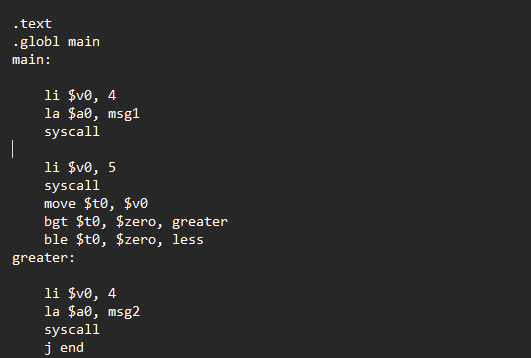 .text
.globl main
main:
li $v0, 4
la $a0, msg1
syscall
li $v0, 5
syscall
move $t0, $v0
bgt $t0, $zero, greater
ble $t0, $zero, less
greater:
li $v0, 4
la $a0, msg2
syscall
j end